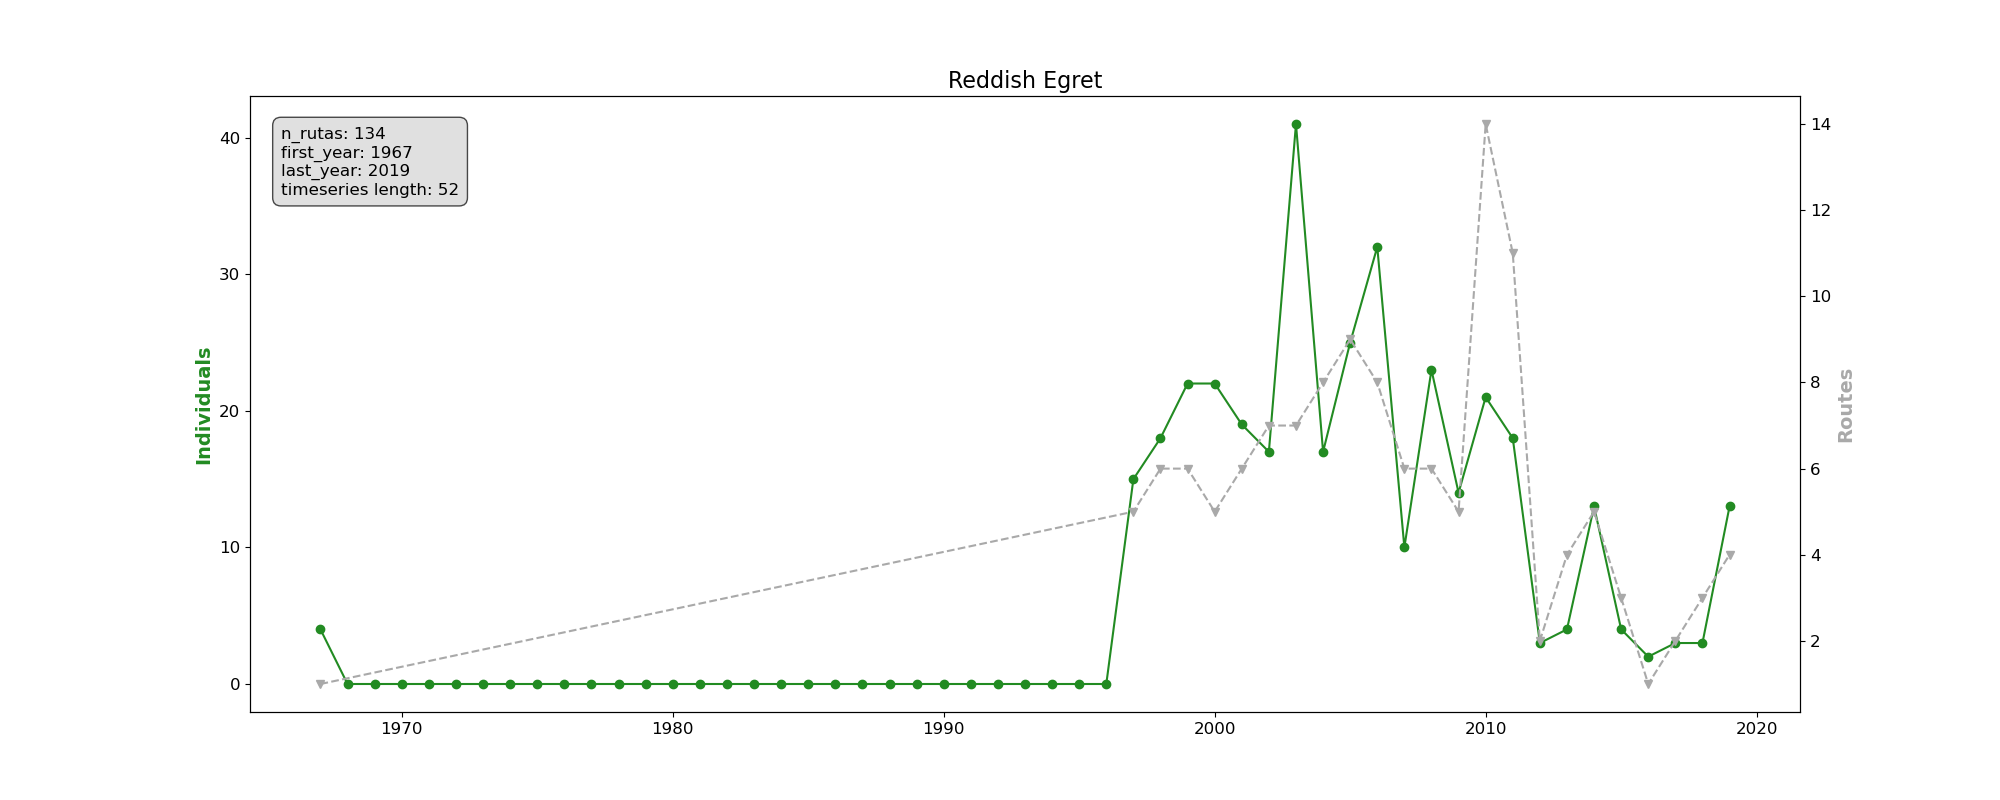 Reddish Egret
n_rutas: 134
first_year: 1967
last_year: 2019
timeseries length: 52
Individuals
40
30
20
10
0
14
12
10
8
6
4
2
Routes
1970
1980
1990
2000
2010
2020